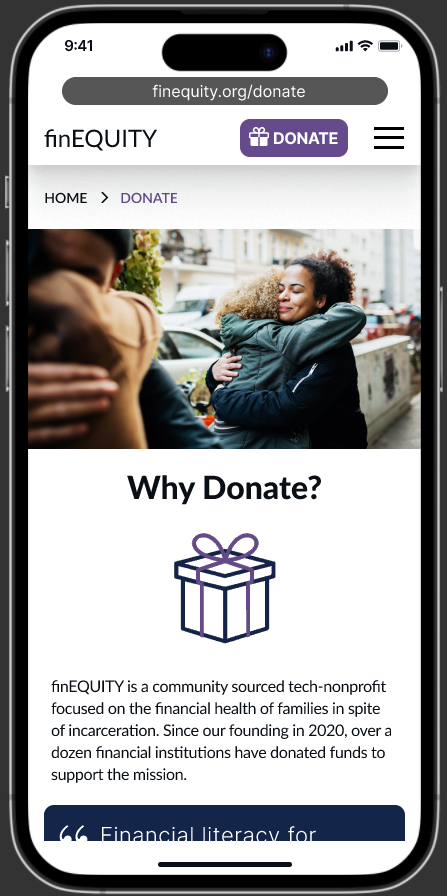 9:41
finequity.org/donate
finEQUITY
DONATE
HOME > DONATE
Why Donate?
finEQUITY is a community sourced tech-nonprofit
focused on the financial health of families in spite
of incarceration. Since our founding in 2020, over a
dozen financial institutions have donated funds to
support the mission.
“ Financial literacy for